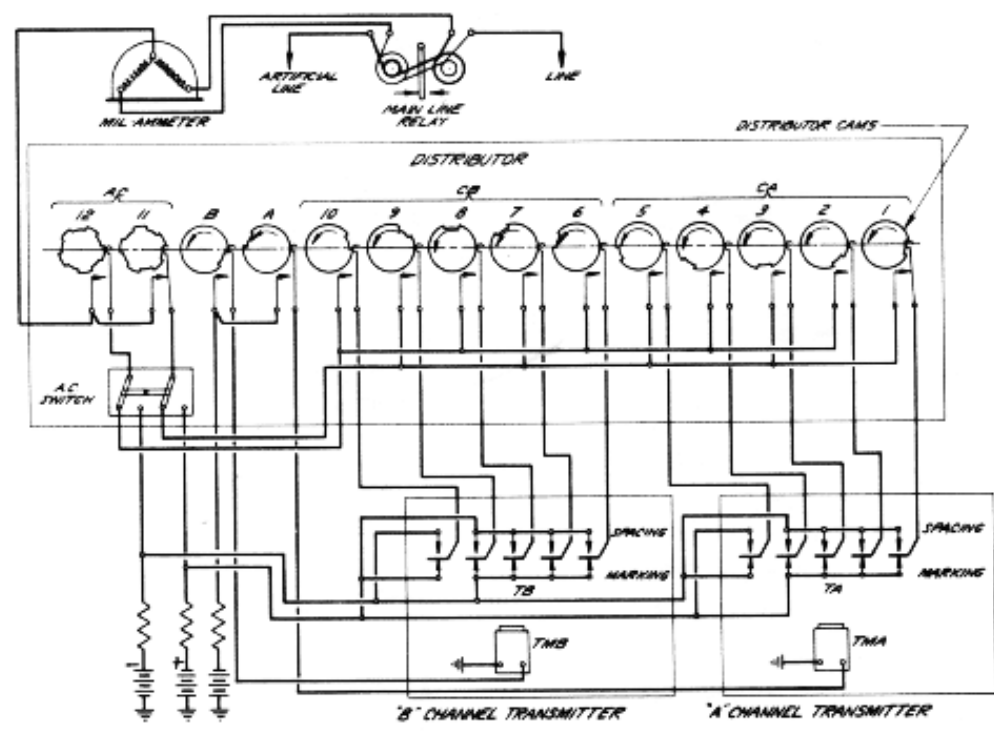 ARTIFICIAL
LINE
LINE
MAIN LINE
RELAY
MIL-AMMETER
DISTRIBUTOR CAMS
DISTRIBUTOR
AC
CB
CA
12 11 B A 10 9 8 7 6 5 4 3 2 1
A.C.
SWITCH
SPACING
MARKING
TB
SPACING
MARKING
TA
- +
TMB
TMA
"B" CHANNEL TRANSMITTER
"A" CHANNEL TRANSMITTER